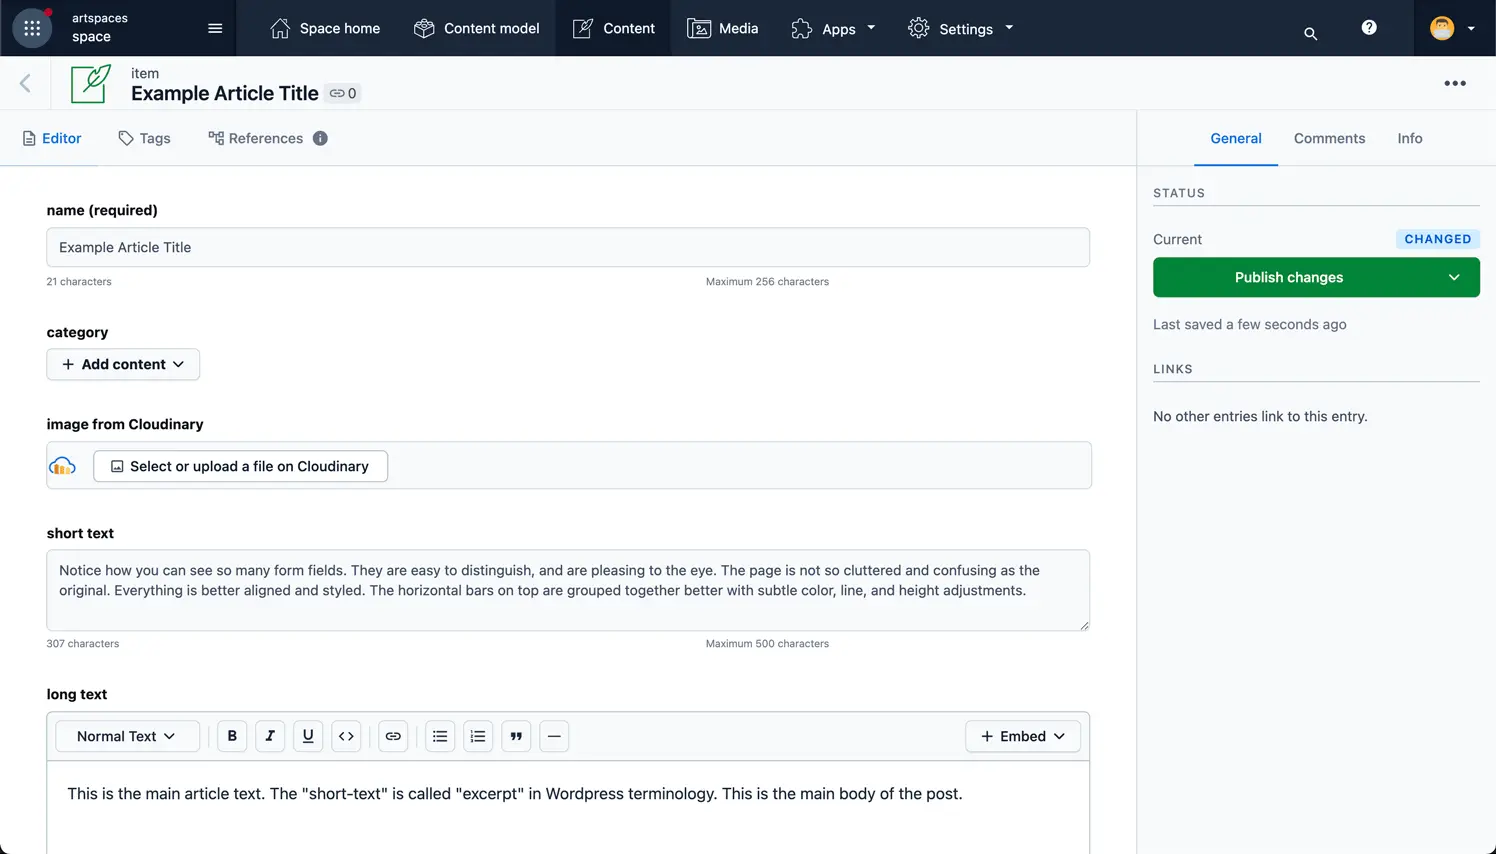 artspaces
space
Space home
Content model
Content
Media
Apps
Settings
item
Example Article Title
0
Editor
Tags
References
General
Comments
Info
name (required)
Example Article Title
21 characters
Maximum 256 characters
category
+ Add content
image from Cloudinary
Select or upload a file on Cloudinary
short text
Notice how you can see so many form fields. They are easy to distinguish, and are pleasing to the eye. The page is not so cluttered and confusing as the
original. Everything is better aligned and styled. The horizontal bars on top are grouped together better with subtle color, line, and height adjustments.
307 characters
Maximum 500 characters
long text
Normal Text
B
I
U
+ Embed
This is the main article text. The "short-text" is called "excerpt" in Wordpress terminology. This is the main body of the post.
STATUS
Current
CHANGED
Publish changes
Last saved a few seconds ago
LINKS
No other entries link to this entry.